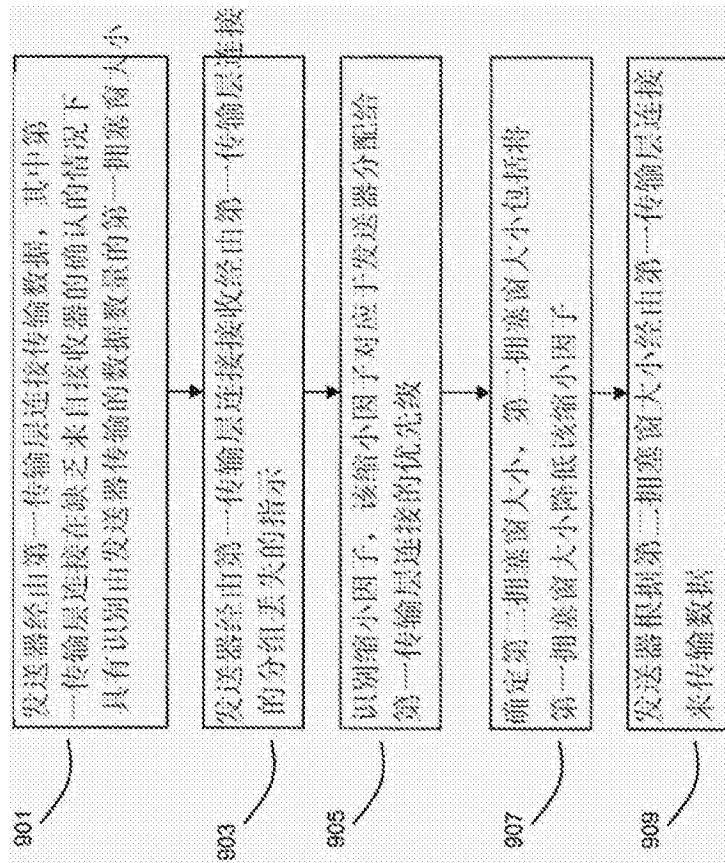 901
发送器经由第一传输层连接传输数据，其中第
一传输层连接在缺乏来自接收器的确认的情况下
具有识别由发送器传输的数据数量的第一拥塞窗大小
903
发送器经由第一传输层连接接收经由第一传输层连接
的分组丢失的指示
905
识别缩小因子，该缩小因子对应于发送器分配给
第一传输层连接的优先级
907
确定第二拥塞窗大小，第二拥塞窗大小包括将
第一拥塞窗大小降低该缩小因子
909
发送器根据第二拥塞窗大小经由第一传输层连接
来传输数据